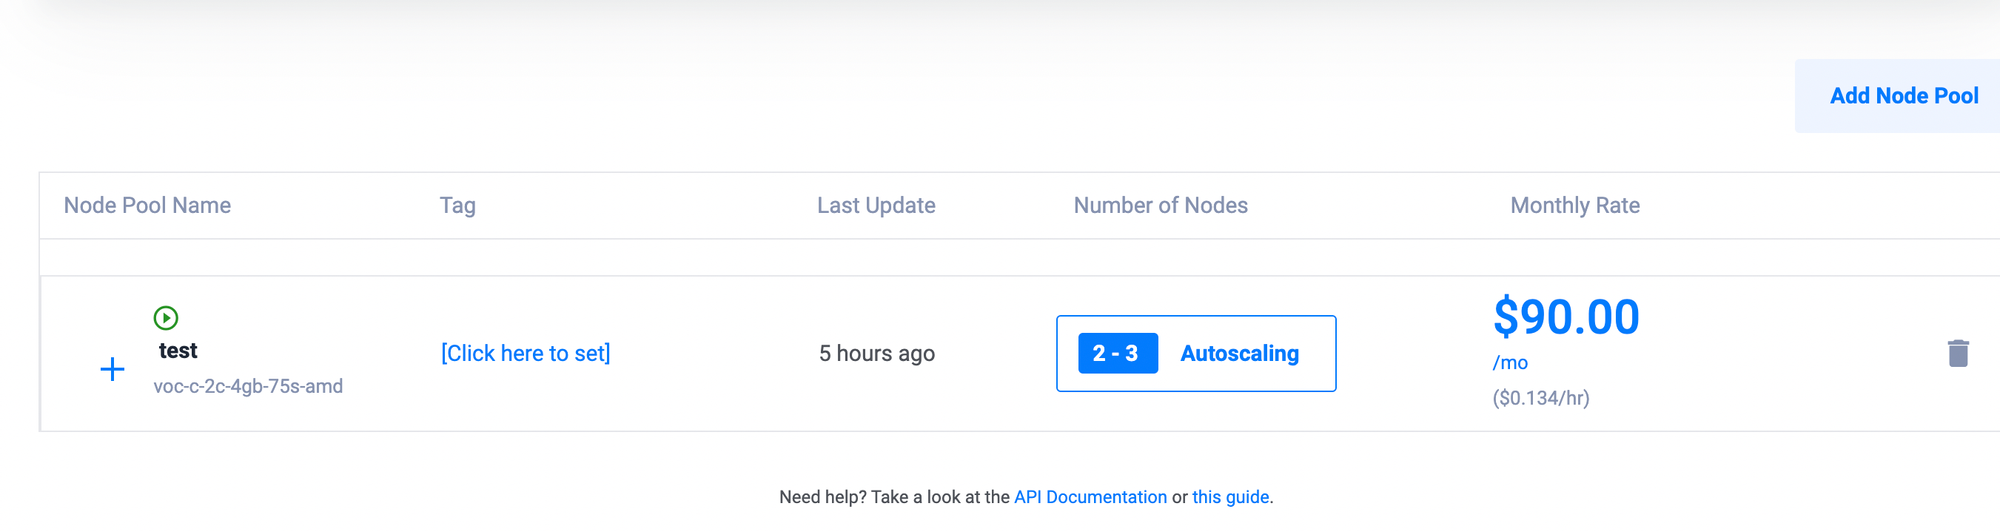 Add Node Pool
Node Pool Name Tag Last Update Number of Nodes Monthly Rate
test
voc-c-2c-4gb-75s-amd
[Click here to set]
5 hours ago
2 - 3 Autoscaling
$90.00
/mo
($0.134/hr)
Need help? Take a look at the API Documentation or this guide.